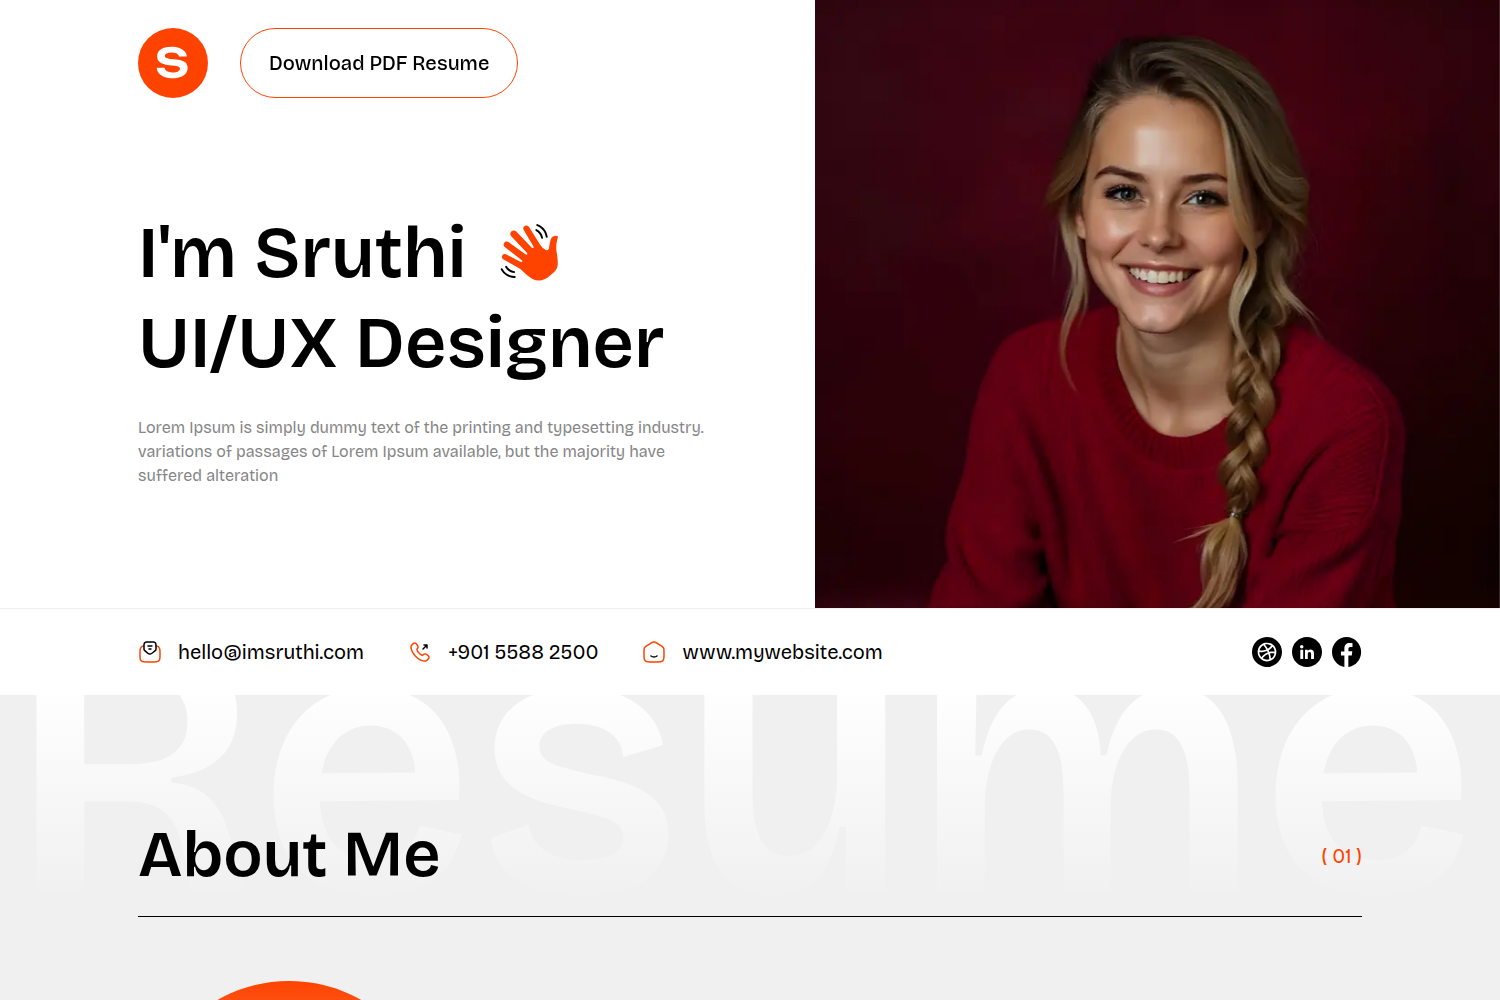 S
Download PDF Resume
I'm Sruthi
UI/UX Designer
Lorem Ipsum is simply dummy text of the printing and typesetting industry.
variations of passages of Lorem Ipsum available, but the majority have
suffered alteration
hello@imsruthi.com
+901 5588 2500
www.mywebsite.com
in
Resume
About Me
( 01 )